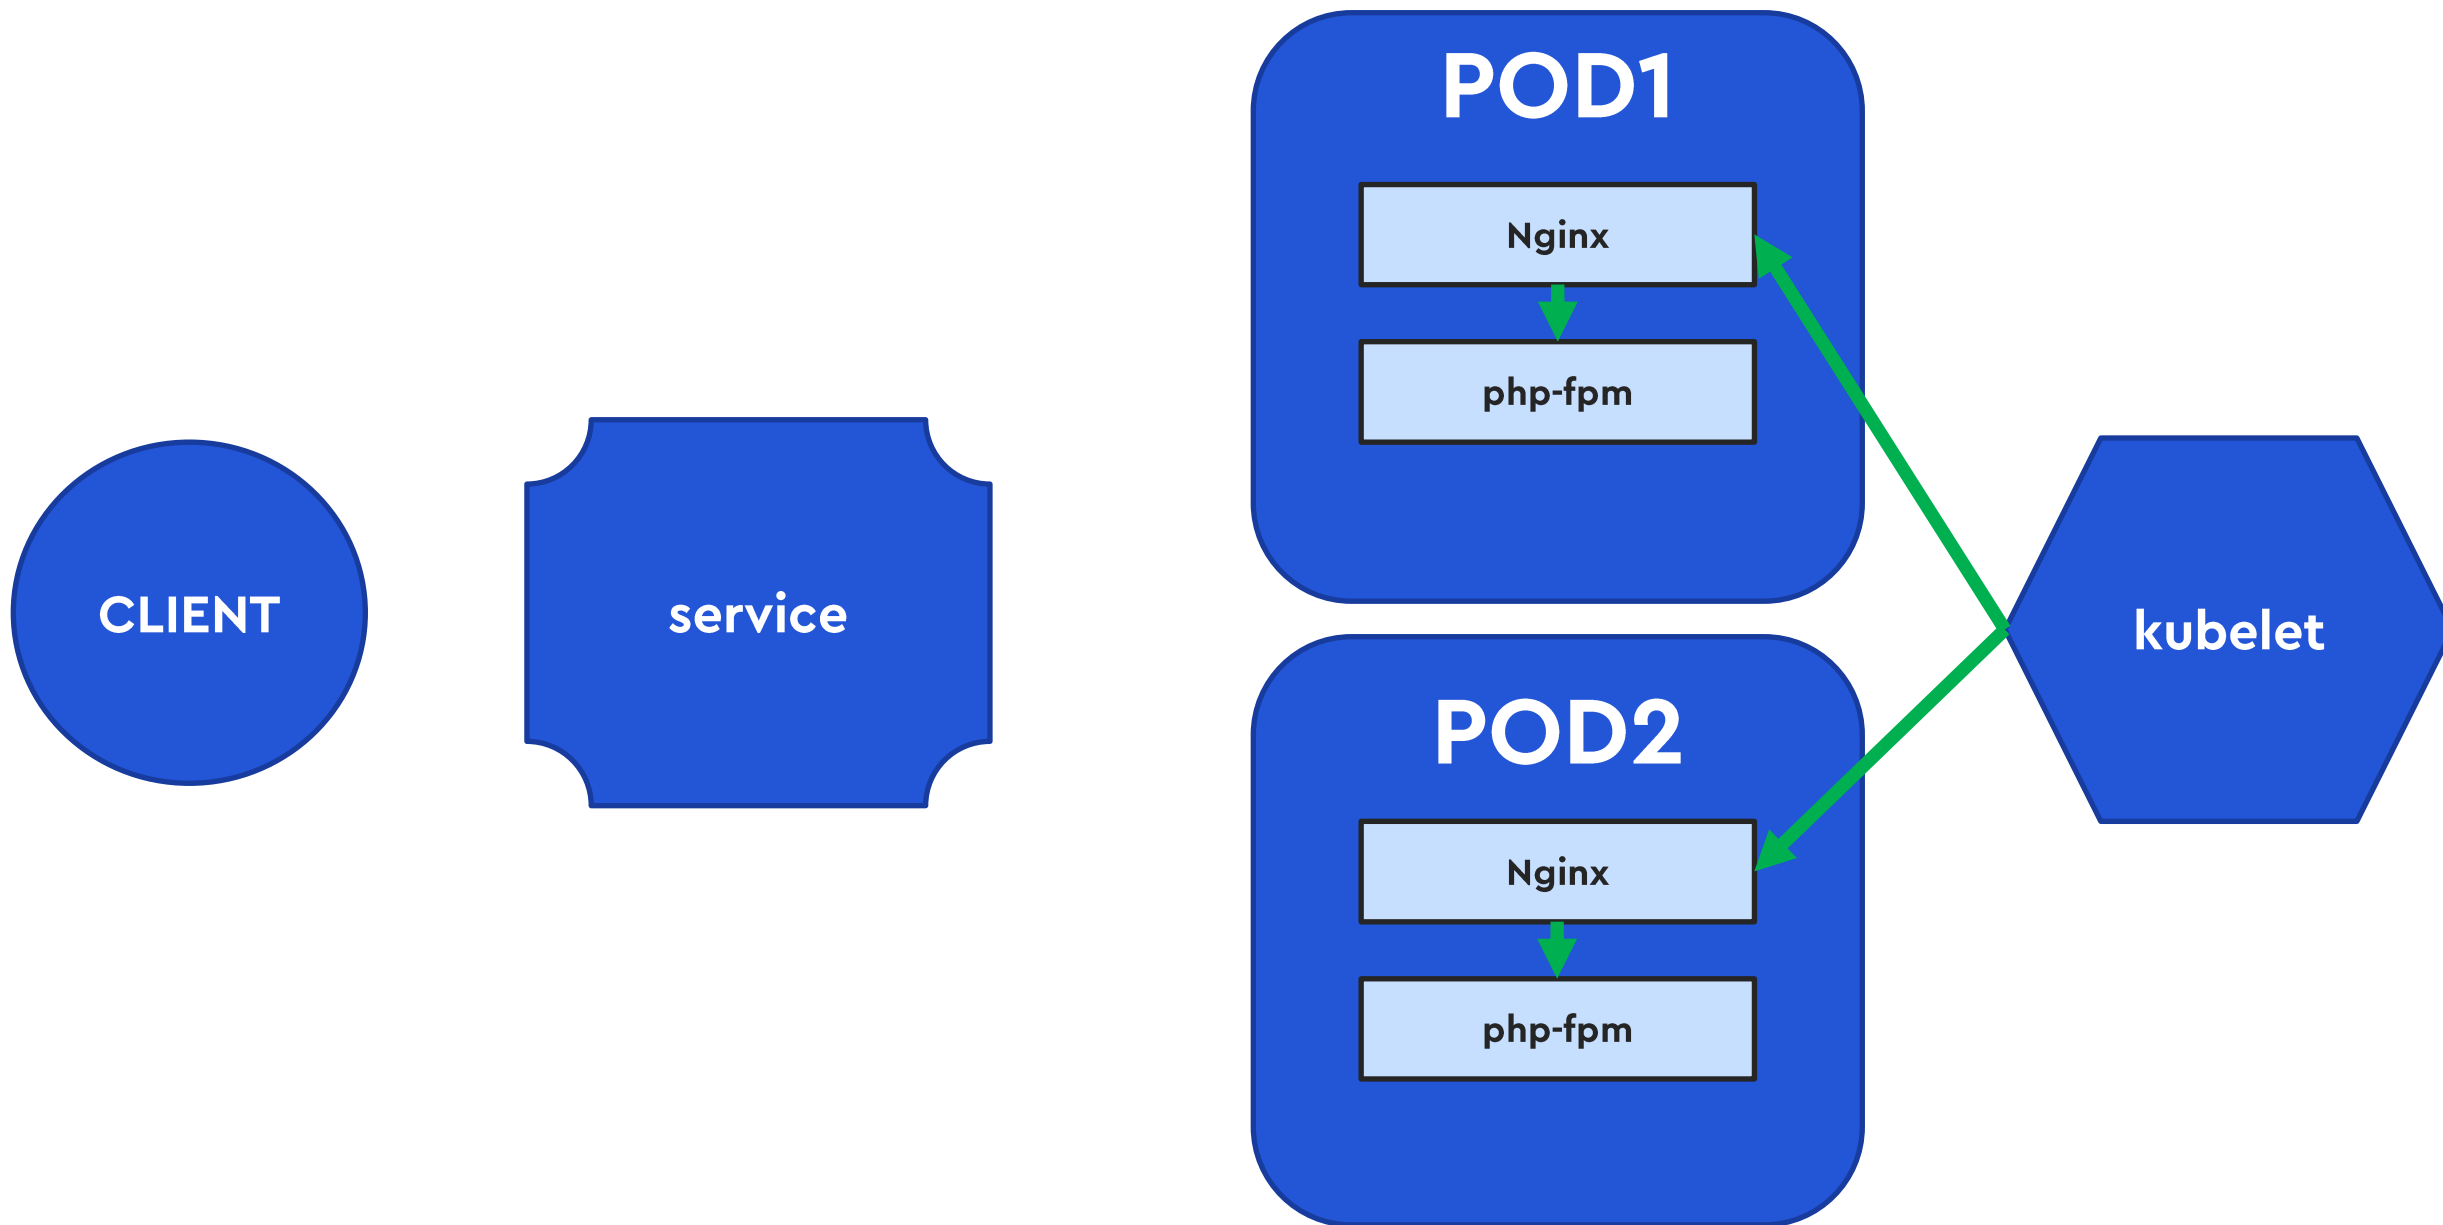 CLIENT
service
POD1
Nginx
php-fpm
POD2
Nginx
php-fpm
kubelet